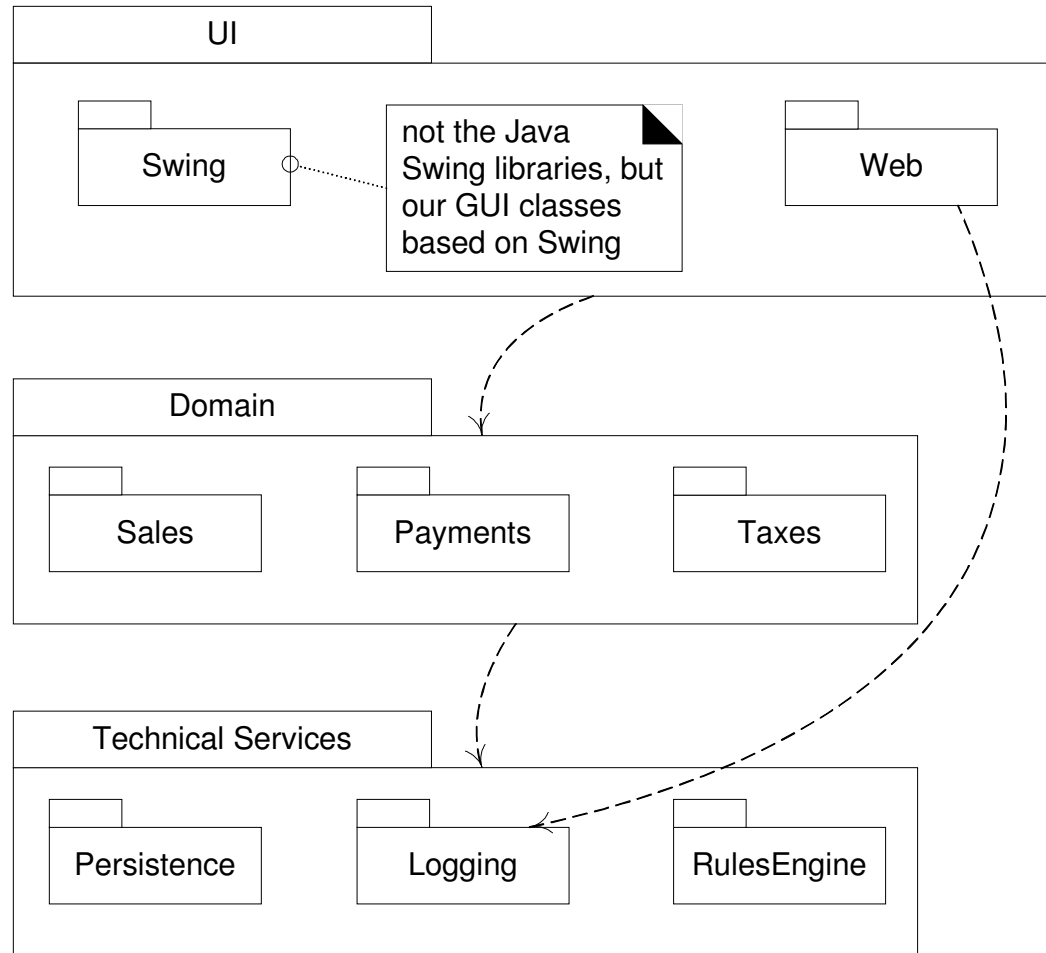 UI
Swing
not the Java
Swing libraries, but
our GUI classes
based on Swing
Web
Domain
Sales
Payments
Taxes
Technical Services
Persistence
Logging
RulesEngine